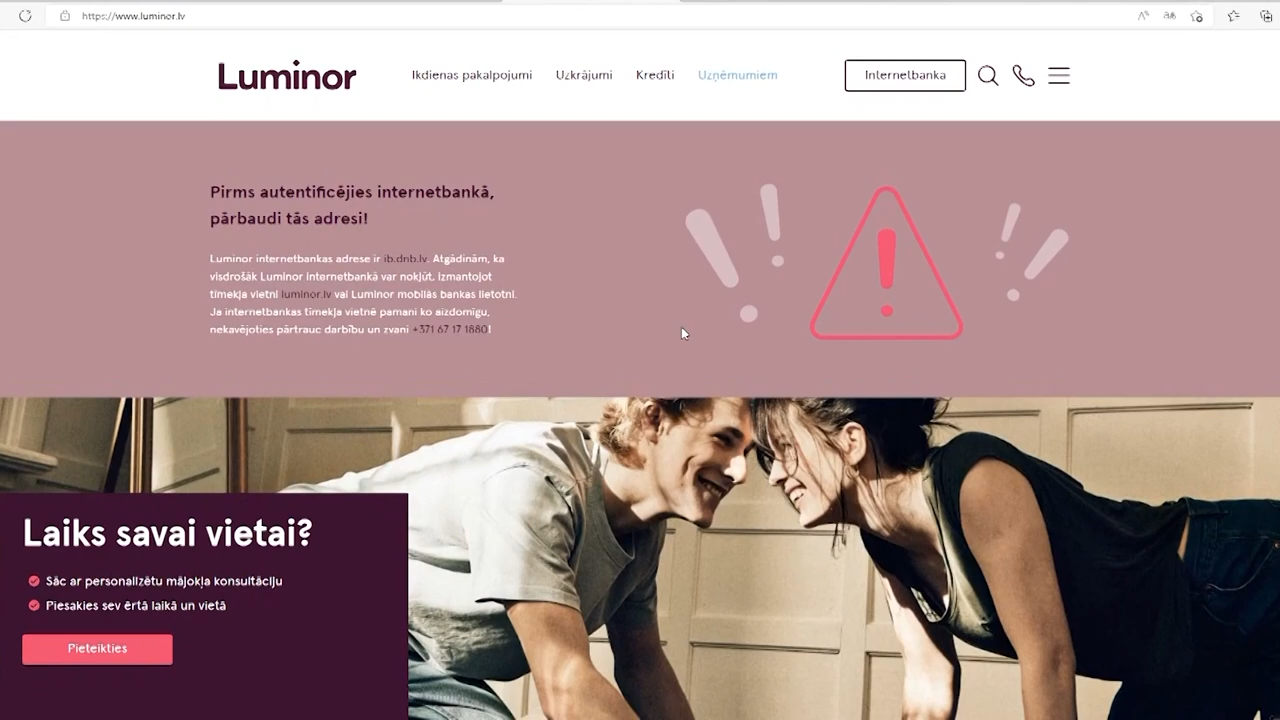 https://www.luminor.lv
Luminor
Ikdienas pakalpojumi
Uzkrājumi
Kredīti
Uzņēmumiem
Internetbanka
Pirms autentificējies internetbankā,
pārbaudi tās adresi!
Luminor internetbankas adrese ir ib.dnb.lv. Atgādinām, ka
visdrošāk Luminor internetbankā var nokļūt, izmantojot
tīmekļa vietni luminor.lv vai Luminor mobilās bankas lietotni.
Ja internetbankas tīmekļa vietnē pamani ko aizdomīgu,
nekavējoties pārtrauc darbību un zvani +371 67 17 1880!
Laiks savai vietai?
Sāc ar personalizētu mājokļa konsultāciju
Piesakies sev ērtā laikā un vietā
Pieteikties